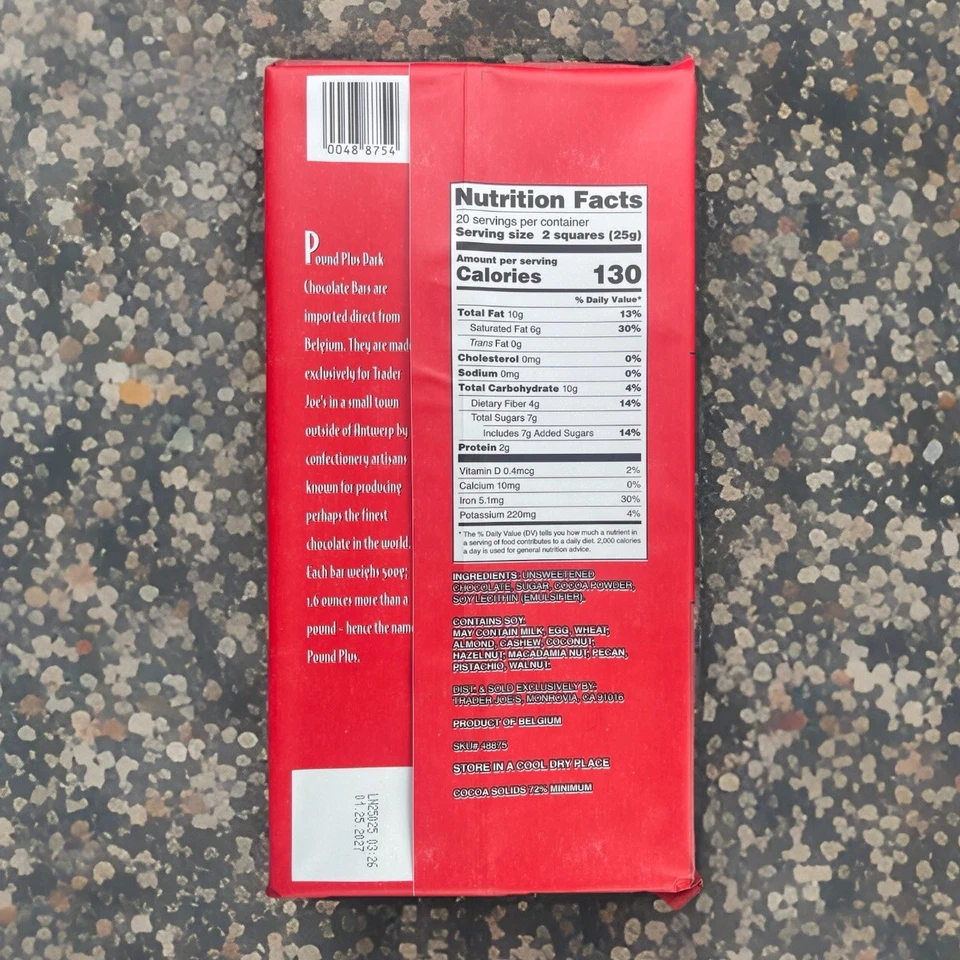 0048 8754
Pound Plus Dark
Chocolate Bars are
imported direct from
Belgium. They are made
exclusively for Trader
Joe's in a small town
outside of Antwerp by
confectionery artisans
known for producing
perhaps the finest
chocolate in the world.
Each bar weighs 500g;
1.6 ounces more than a
pound - hence the name
Pound Plus.
LN25025 03:26
01.25.2027
Nutrition Facts
20 servings per container
Serving size 2 squares (25g)
Amount per serving
Calories 130
% Daily Value*
Total Fat 10g 13%
Saturated Fat 6g 30%
Trans Fat 0g
Cholesterol 0mg 0%
Sodium 0mg 0%
Total Carbohydrate 10g 4%
Dietary Fiber 4g 14%
Total Sugars 7g
Includes 7g Added Sugars 14%
Protein 2g
Vitamin D 0.4mcg 2%
Calcium 10mg 0%
Iron 5.1mg 30%
Potassium 220mg 4%
* The % Daily Value (DV) tells you how much a nutrient in
a serving of food contributes to a daily diet. 2,000 calories
a day is used for general nutrition advice.
INGREDIENTS: UNSWEETENED
CHOCOLATE, SUGAR, COCOA POWDER,
SOY LECITHIN (EMULSIFIER).
CONTAINS SOY.
MAY CONTAIN MILK, EGG, WHEAT,
ALMOND, CASHEW, COCONUT,
HAZELNUT, MACADAMIA NUT, PECAN,
PISTACHIO, WALNUT.
DIST. & SOLD EXCLUSIVELY BY:
TRADER JOE'S, MONROVIA, CA 91016
PRODUCT OF BELGIUM
SKU# 48875
STORE IN A COOL DRY PLACE
COCOA SOLIDS 72% MINIMUM